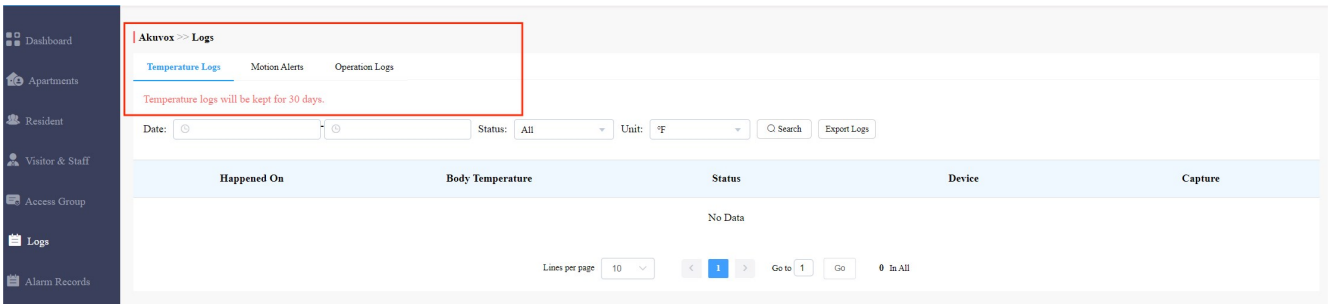 Dashboard
Apartments
Resident
Visitor & Staff
Access Group
Logs
Alarm Records
Akuvox >> Logs
Temperature Logs Motion Alerts Operation Logs
Temperature logs will be kept for 30 days.
Date: - Status: All Unit: °F Search Export Logs
Happened On Body Temperature Status Device Capture
No Data
Lines per page 10 < 1 > Go to 1 Go 0 In All